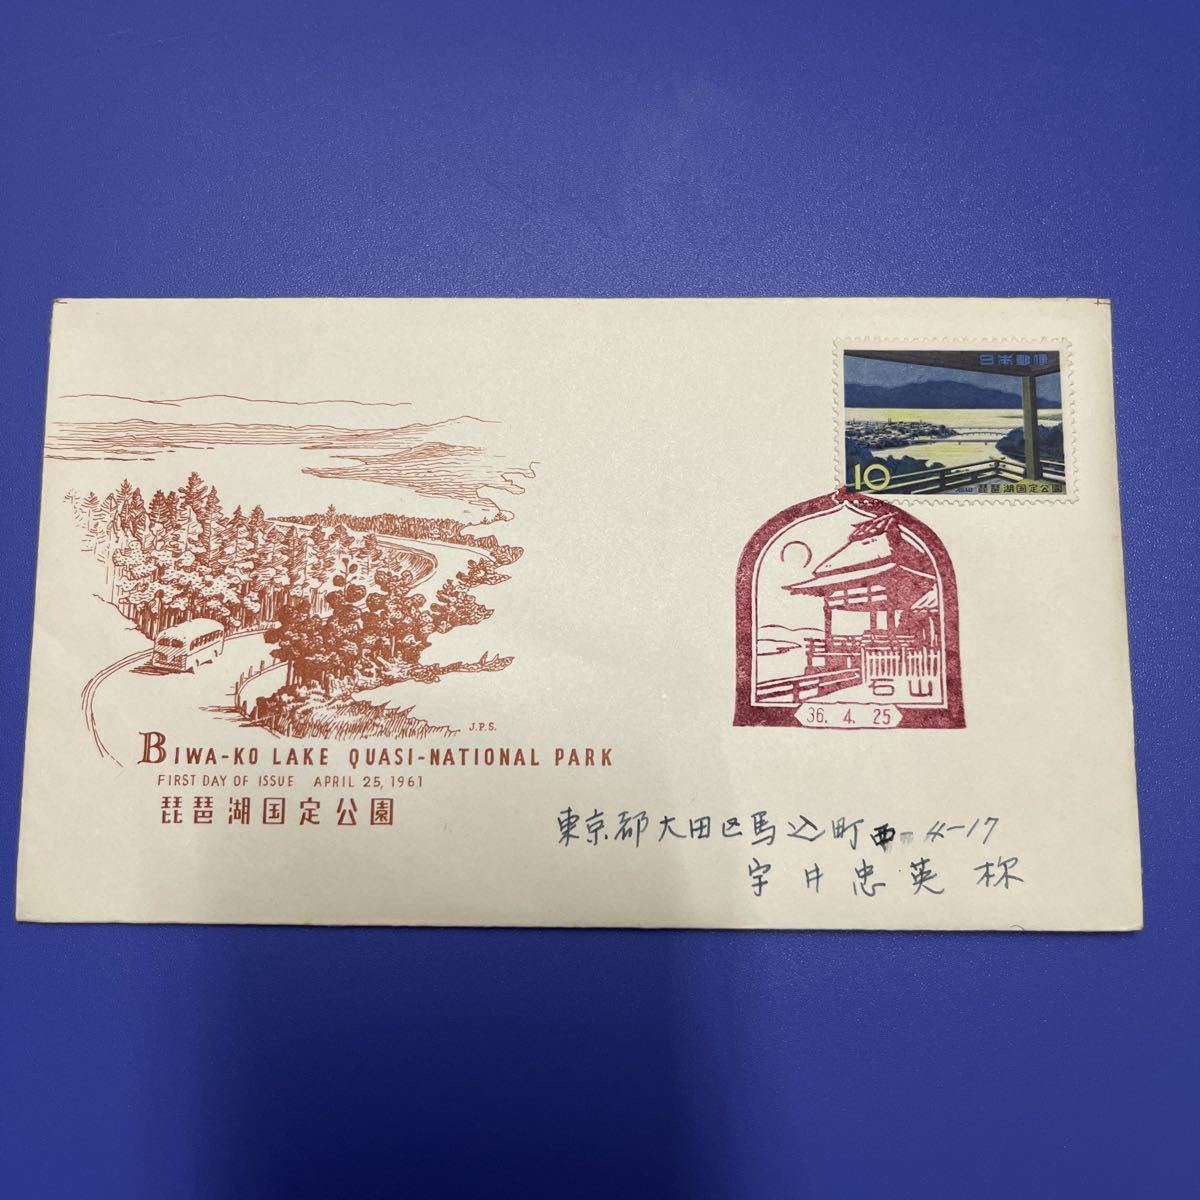 日本郵便
10
石山 琵琶湖国定公園
石山
36. 4. 25
J.P.S.
BIWA-KO LAKE QUASI-NATIONAL PARK
FIRST DAY OF ISSUE APRIL 25, 1961
琵琶湖国定公園
東京都大田区馬込町西 4-17
宇井忠英様